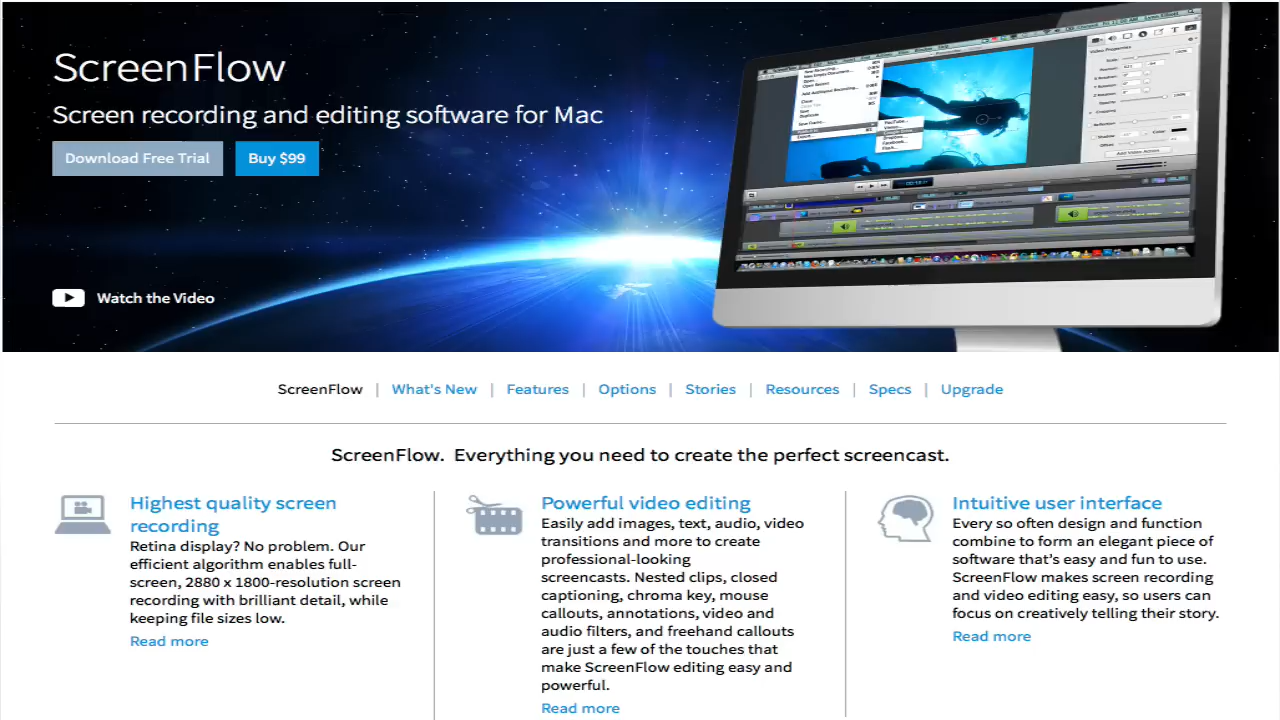 ScreenFlow
Screen recording and editing software for Mac
Download Free Trial
Buy $99
Watch the Video
ScreenFlow | What's New | Features | Options | Stories | Resources | Specs | Upgrade
ScreenFlow. Everything you need to create the perfect screencast.
Highest quality screen
recording
Retina display? No problem. Our
efficient algorithm enables full-
screen, 2880 x 1800-resolution screen
recording with brilliant detail, while
keeping file sizes low.
Read more
Powerful video editing
Easily add images, text, audio, video
transitions and more to create
professional-looking
screencasts. Nested clips, closed
captioning, chroma key, mouse
callouts, annotations, video and
audio filters, and freehand callouts
are just a few of the touches that
make ScreenFlow editing easy and
powerful.
Read more
Intuitive user interface
Every so often design and function
combine to form an elegant piece of
software that's easy and fun to use.
ScreenFlow makes screen recording
and video editing easy, so users can
focus on creatively telling their story.
Read more